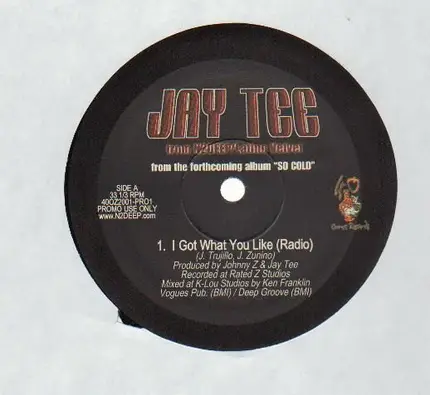 JAY TEE
from N2DEEP/Latino Velvet
from the forthcoming album "SO COLD"
SIDE A
33 1/3 RPM
40OZ2001-PRO1
PROMO USE ONLY
www.N2DEEP.com
1. I Got What You Like (Radio)
(J. Trujillo, J. Zunino)
Produced by Johnny Z & Jay Tee
Recorded at Rated Z Studios
Mixed at K-Lou Studios by Ken Franklin
Vogues Pub. (BMI) / Deep Groove (BMI)
Records